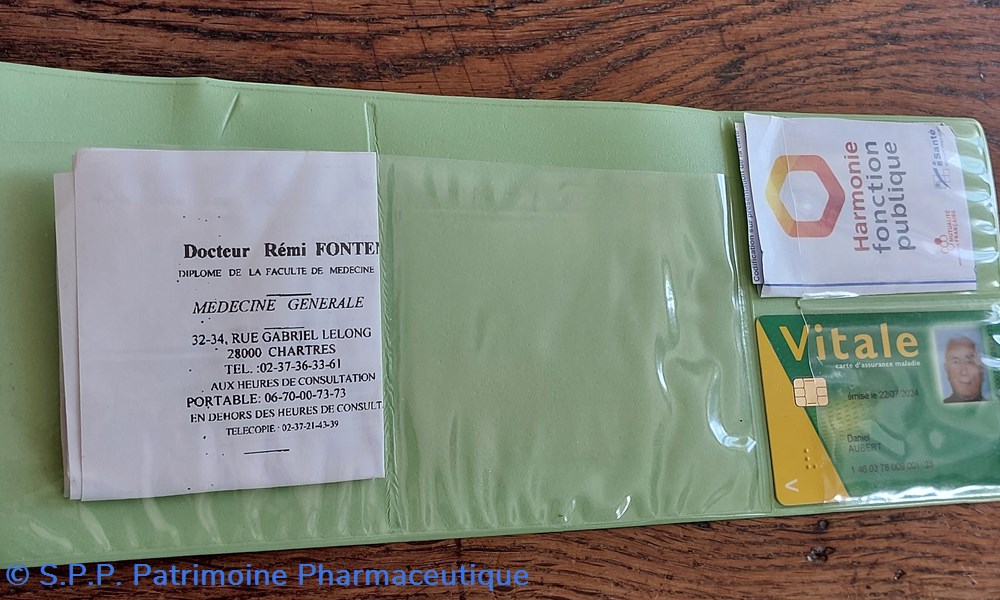 Docteur Rémi FONTEN
DIPLOME DE LA FACULTE DE MEDECINE
MEDECINE GENERALE
32-34, RUE GABRIEL LELONG
28000 CHARTRES
TEL. :02-37-36-33-61
AUX HEURES DE CONSULTATION
PORTABLE: 06-70-00-73-73
EN DEHORS DES HEURES DE CONSULT
TELECOPIE : 02-37-21-43-39
Harmonie
fonction
publique
Santé
MUTUALITÉ
FRANÇAISE
Vitale
carte d'assurance maladie
émise le 22/07/2024
Daniel
AUBERT
© S.P.P. Patrimoine Pharmaceutique